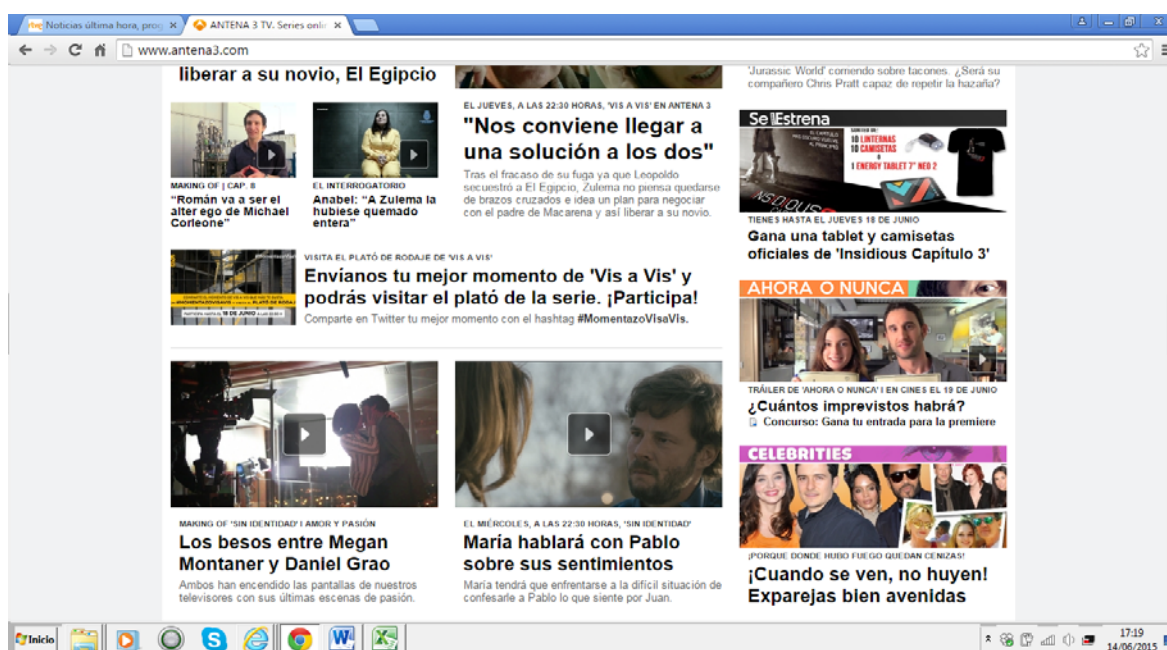 Noticias última hora, prog
ANTENA 3 TV. Series onli
www.antena3.com
liberar a su novio, El Egipcio
MAKING OF | CAP. 8
“Román va a ser el
alter ego de Michael
Corleone”
EL INTERROGATORIO
Anabel: “A Zulema la
hubiese quemado
entera”
EL JUEVES, A LAS 22:30 HORAS, 'VIS A VIS' EN ANTENA 3
"Nos conviene llegar a
una solución a los dos"
Tras el fracaso de su fuga ya que Leopoldo
secuestró a El Egipcio, Zulema no piensa quedarse
de brazos cruzados e idea un plan para negociar
con el padre de Macarena y así liberar a su novio.
VISITA EL PLATÓ DE RODAJE DE 'VIS A VIS'
Envíanos tu mejor momento de 'Vis a Vis' y
podrás visitar el plató de la serie. ¡Participa!
Comparte en Twitter tu mejor momento con el hashtag #MomentazoVisaVis.
MAKING OF 'SIN IDENTIDAD' I AMOR Y PASIÓN
Los besos entre Megan
Montaner y Daniel Grao
Ambos han encendido las pantallas de nuestros
televisores con sus últimas escenas de pasión.
EL MIÉRCOLES, A LAS 22:30 HORAS, 'SIN IDENTIDAD'
María hablará con Pablo
sobre sus sentimientos
María tendrá que enfrentarse a la difícil situación de
confesarle a Pablo lo que siente por Juan.
'Jurassic World' corriendo sobre tacones. ¿Será su
compañero Chris Pratt capaz de repetir la hazaña?
Se Estrena
10 LINTERNAS
10 CAMISETAS
1 ENERGY TABLET 7" NEO 2
TIENES HASTA EL JUEVES 18 DE JUNIO
Gana una tablet y camisetas
oficiales de 'Insidious Capítulo 3'
AHORA O NUNCA
TRÁILER DE 'AHORA O NUNCA' I EN CINES EL 19 DE JUNIO
¿Cuántos imprevistos habrá?
Concurso: Gana tu entrada para la premiere
CELEBRITIES
¡PORQUE DONDE HUBO FUEGO QUEDAN CENIZAS!
¡Cuando se ven, no huyen!
Exparejas bien avenidas
Inicio
17:19
14/06/2015